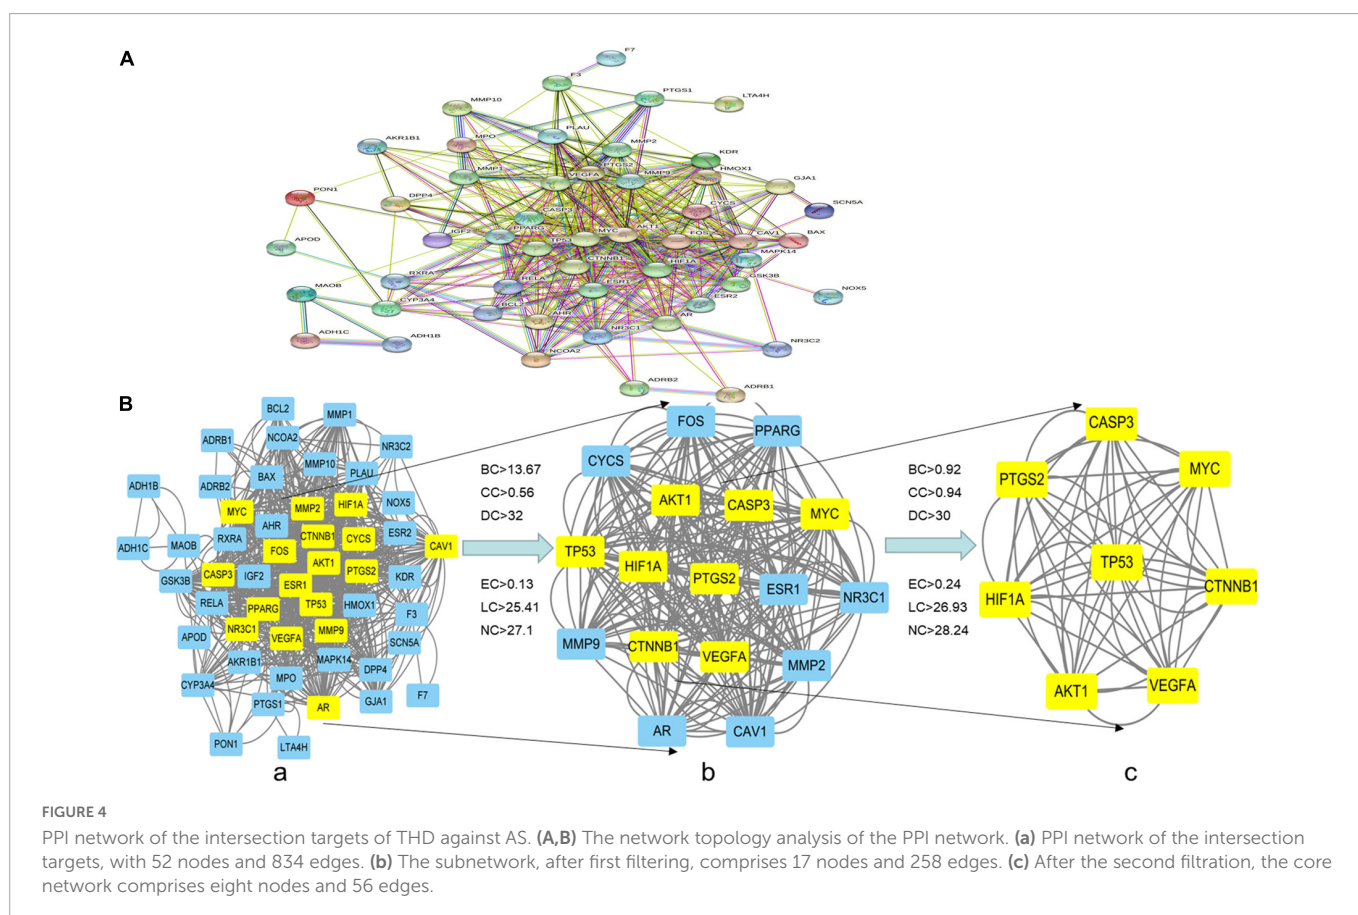 A
F7
F3
PTGS1
LTA4H
MMP10
PLAU
MPO
AKR1B1
MMP2
KDR
PTGS2
HMOX1
MMP1
VEGFA
MMP9
GJA1
PON1
DPP4
CYCS
SCN5A
CASP3
IGF2
PPARG
MYC
AKT1
FOS
CAV1
BAX
TP53
APOD
MAPK14
CTNNB1
HIF1A
RXRA
RELA
ESR1
GSK3B
MAOB
NOX5
CYP3A4
BCL2
ESR2
AHR
AR
ADH1C
ADH1B
NR3C1
NR3C2
NCOA2
ADRB2
ADRB1
B
BCL2
MMP1
ADRB1
NCOA2
NR3C2
MMP10
BAX
PLAU
ADH1B
ADRB2
NOX5
MYC
MMP2
HIF1A
AHR
ESR2
RXRA
CTNNB1
CYCS
CAV1
ADH1C
MAOB
FOS
AKT1
PTGS2
GSK3B
CASP3
IGF2
ESR1
KDR
RELA
PPARG
TP53
HMOX1
F3
NR3C1
VEGFA
MMP9
APOD
SCN5A
AKR1B1
MAPK14
DPP4
CYP3A4
MPO
F7
PTGS1
AR
GJA1
PON1
LTA4H
a
BC>13.67
CC>0.56
DC>32
EC>0.13
LC>25.41
NC>27.1
FOS
PPARG
CYCS
AKT1
CASP3
MYC
TP53
HIF1A
PTGS2
ESR1
NR3C1
MMP9
CTNNB1
VEGFA
MMP2
AR
CAV1
b
BC>0.92
CC>0.94
DC>30
EC>0.24
LC>26.93
NC>28.24
CASP3
MYC
PTGS2
TP53
CTNNB1
HIF1A
AKT1
VEGFA
c
FIGURE 4
PPI network of the intersection targets of THD against AS. (A,B) The network topology analysis of the PPI network. (a) PPI network of the intersection
targets, with 52 nodes and 834 edges. (b) The subnetwork, after first filtering, comprises 17 nodes and 258 edges. (c) After the second filtration, the core
network comprises eight nodes and 56 edges.